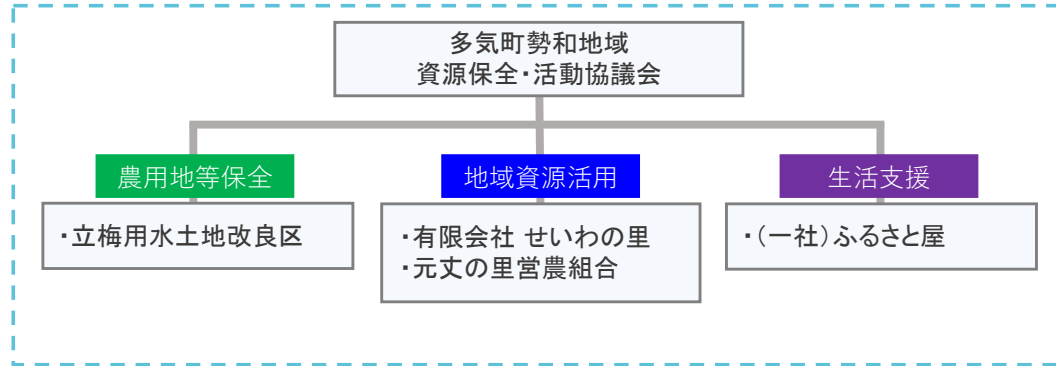 多気町勢和地域
資源保全・活動協議会
農用地等保全
地域資源活用
生活支援
・立梅用水土地改良区
・有限会社 せいわの里
・元丈の里営農組合
・(一社)ふるさと屋